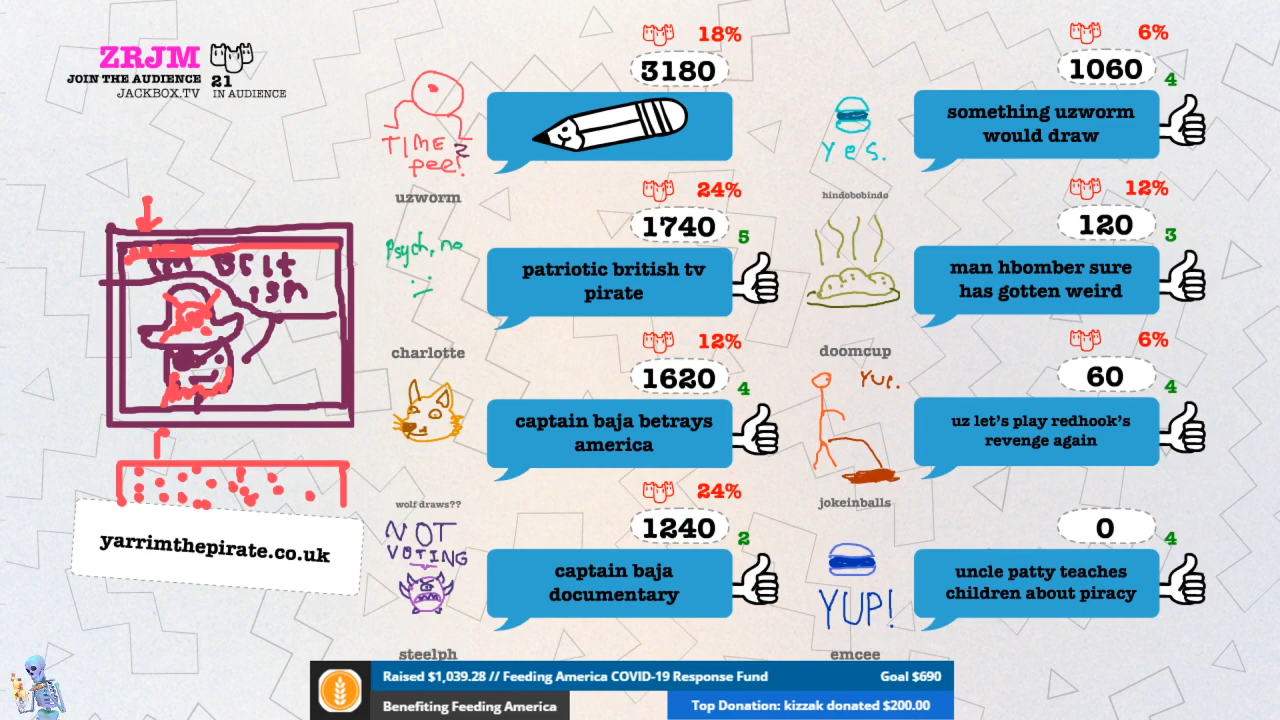 ZRJM
JOIN THE AUDIENCE
JACKBOX.TV
21
IN AUDIENCE
I'm Brit
ish
yarrimthepirate.co.uk
TIME 2
pee!
uzworm
18%
3180
Psych, no
charlotte
24%
1740
5
patriotic british tv
pirate
wolf draws??
12%
1620
4
captain baja betrays
america
NOT
VOTING
steelph
24%
1240
2
captain baja
documentary
Yes.
hindobobindo
6%
1060
4
something uzworm
would draw
doomcup
12%
120
3
man hbomber sure
has gotten weird
YUP.
jokeinballs
6%
60
4
uz let's play redhook's
revenge again
YUP!
emcee
0
4
uncle patty teaches
children about piracy
Raised $1,039.28 // Feeding America COVID-19 Response Fund
Goal $690
Benefiting Feeding America
Top Donation: kizzak donated $200.00